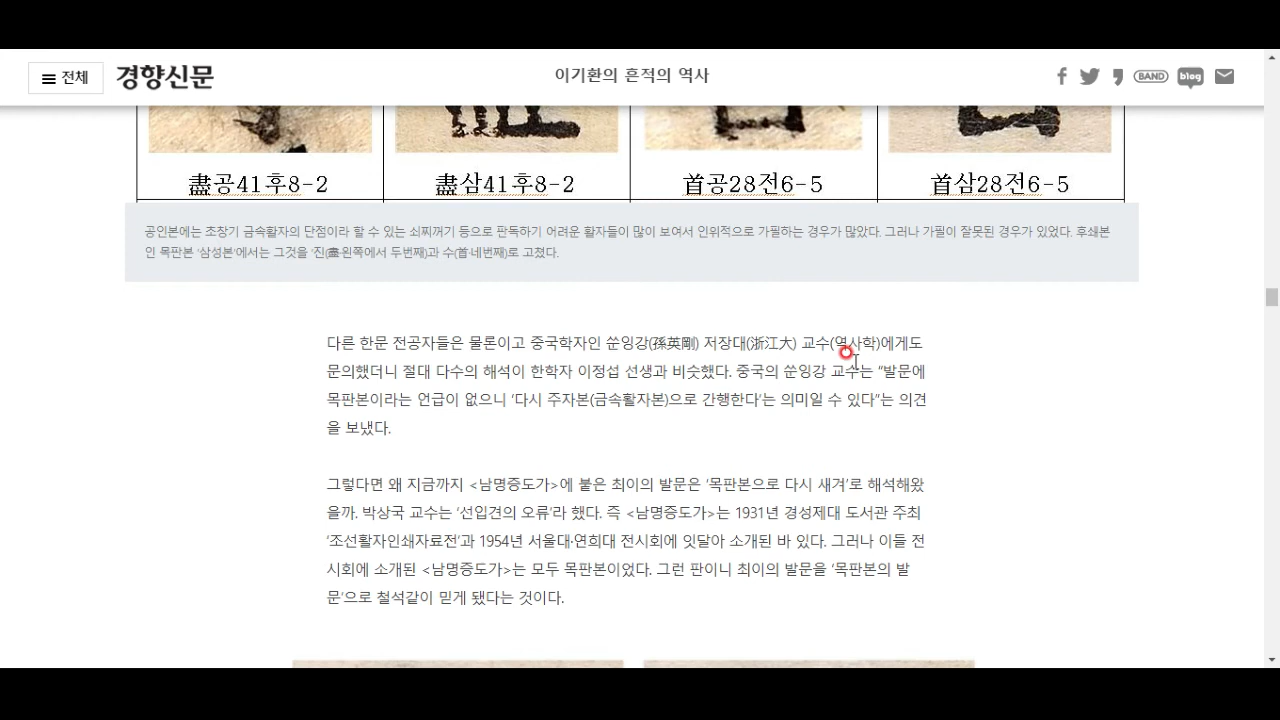 전체
경향신문
이기환의 흔적의 역사
BAND
blog
盡공41후8-2
盡삼41후8-2
首공28전6-5
首삼28전6-5
공인본에는 초창기 금속활자의 단점이라 할 수 있는 쇠찌꺼기 등으로 판독하기 어려운 활자들이 많이 보여서 인위적으로 가필하는 경우가 많았다. 그러나 가필이 잘못된 경우가 있었다. 후쇄본
인 목판본 '삼성본'에서는 그것을 '진(盡·왼쪽에서 두번째)과 수(首·네번째)로 고쳤다.
다른 한문 전공자들은 물론이고 중국학자인 쑨잉강(孫英剛) 저장대(浙江大) 교수(역사학)에게도
문의했더니 절대 다수의 해석이 한학자 이정섭 선생과 비슷했다. 중국의 쑨잉강 교수는 "발문에
목판본이라는 언급이 없으니 '다시 주자본(금속활자본)으로 간행한다'는 의미일 수 있다"는 의견
을 보냈다.
그렇다면 왜 지금까지 <남명증도가>에 붙은 최이의 발문은 '목판본으로 다시 새겨'로 해석해왔
을까. 박상국 교수는 '선입견의 오류'라 했다. 즉 <남명증도가>는 1931년 경성제대 도서관 주최
'조선활자인쇄자료전'과 1954년 서울대·연희대 전시회에 잇달아 소개된 바 있다. 그러나 이들 전
시회에 소개된 <남명증도가>는 모두 목판본이었다. 그런 판이니 최이의 발문을 '목판본의 발
문'으로 철석같이 믿게 됐다는 것이다.